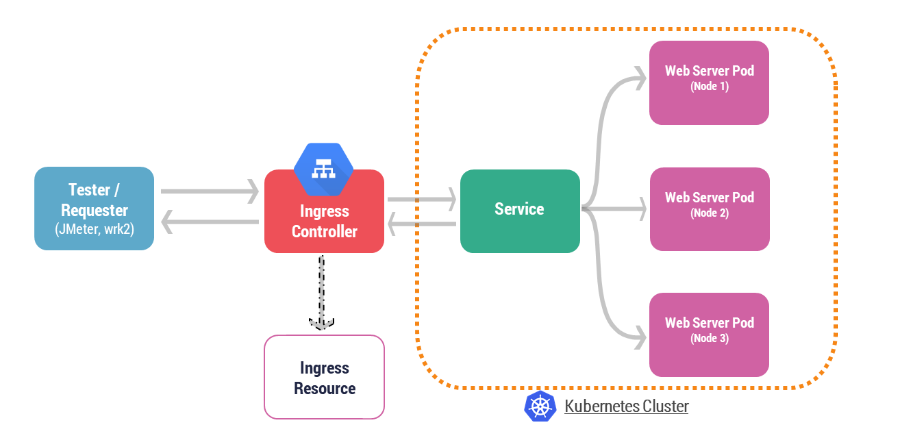 Tester /
Requester
(JMeter, wrk2)
Ingress
Controller
Ingress
Resource
Service
Web Server Pod
(Node 1)
Web Server Pod
(Node 2)
Web Server Pod
(Node 3)
Kubernetes Cluster